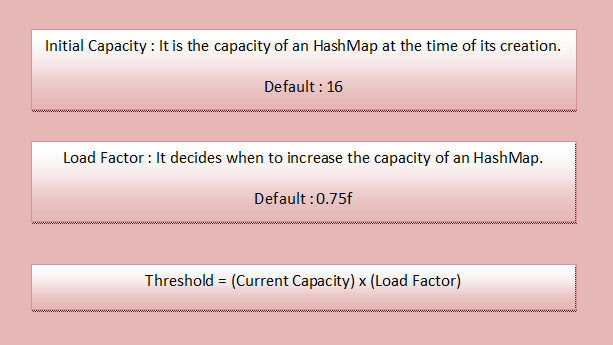 Initial Capacity : It is the capacity of an HashMap at the time of its creation.
Default : 16
Load Factor : It decides when to increase the capacity of an HashMap.
Default : 0.75f
Threshold = (Current Capacity) x (Load Factor)